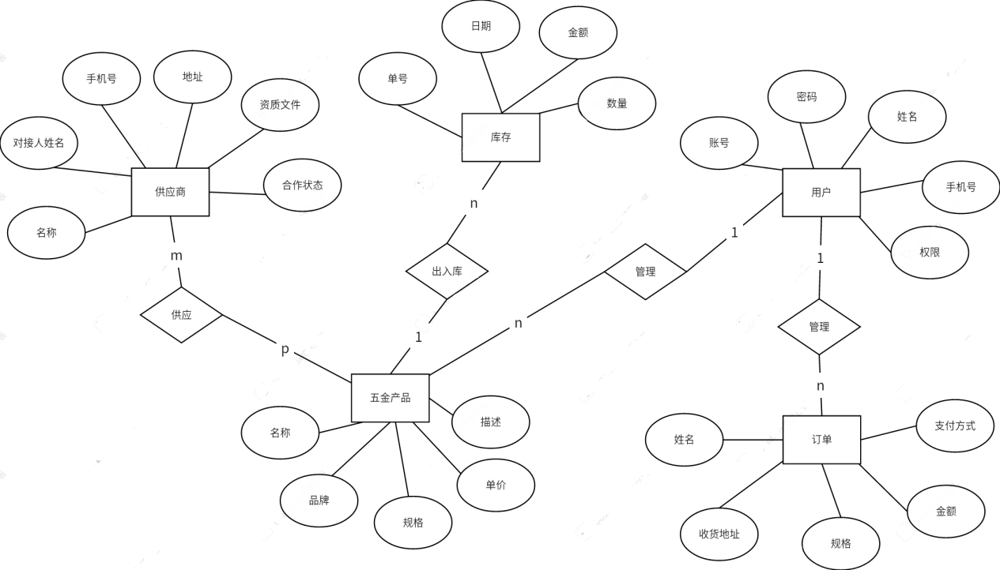 日期
金额
手机号
地址
单号
资质文件
数量
密码
姓名
对接人姓名
账号
库存
供应商
合作状态
用户
手机号
名称
n
1
权限
m
1
出入库
管理
供应
n
管理
1
p
n
五金产品
描述
名称
支付方式
姓名
订单
单价
品牌
金额
规格
收货地址
规格